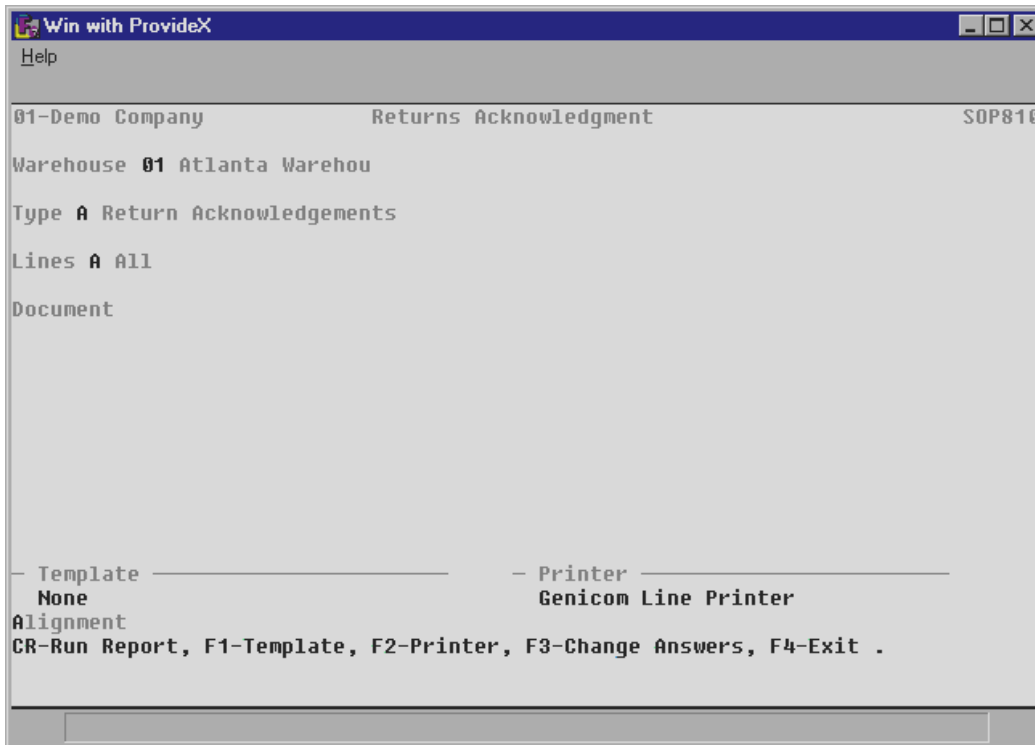 Win with ProvideX
Help
01-Demo Company Returns Acknowledgment SOP810
Warehouse 01 Atlanta Warehou
Type A Return Acknowledgements
Lines A All
Document
Template Printer
None Genicom Line Printer
Alignment
CR-Run Report, F1-Template, F2-Printer, F3-Change Answers, F4-Exit .